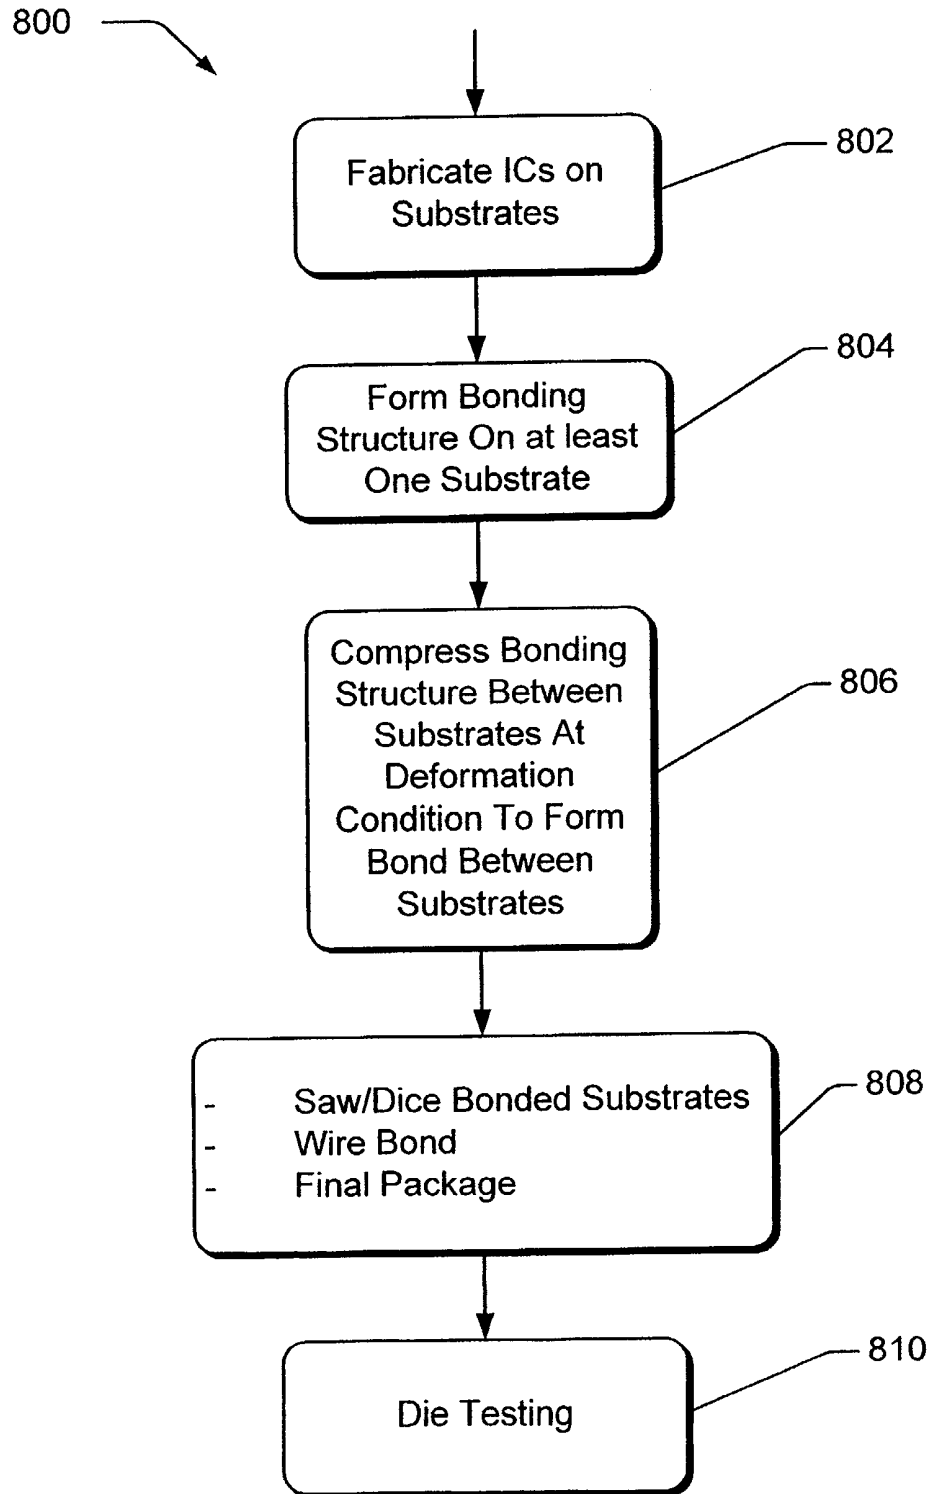 800
802
Fabricate ICs on
Substrates
804
Form Bonding
Structure On at least
One Substrate
Compress Bonding
Structure Between
806
Substrates At
Deformation
Condition To Form
Bond Between
Substrates
808
- Saw/Dice Bonded Substrates
- Wire Bond
- Final Package
810
Die Testing